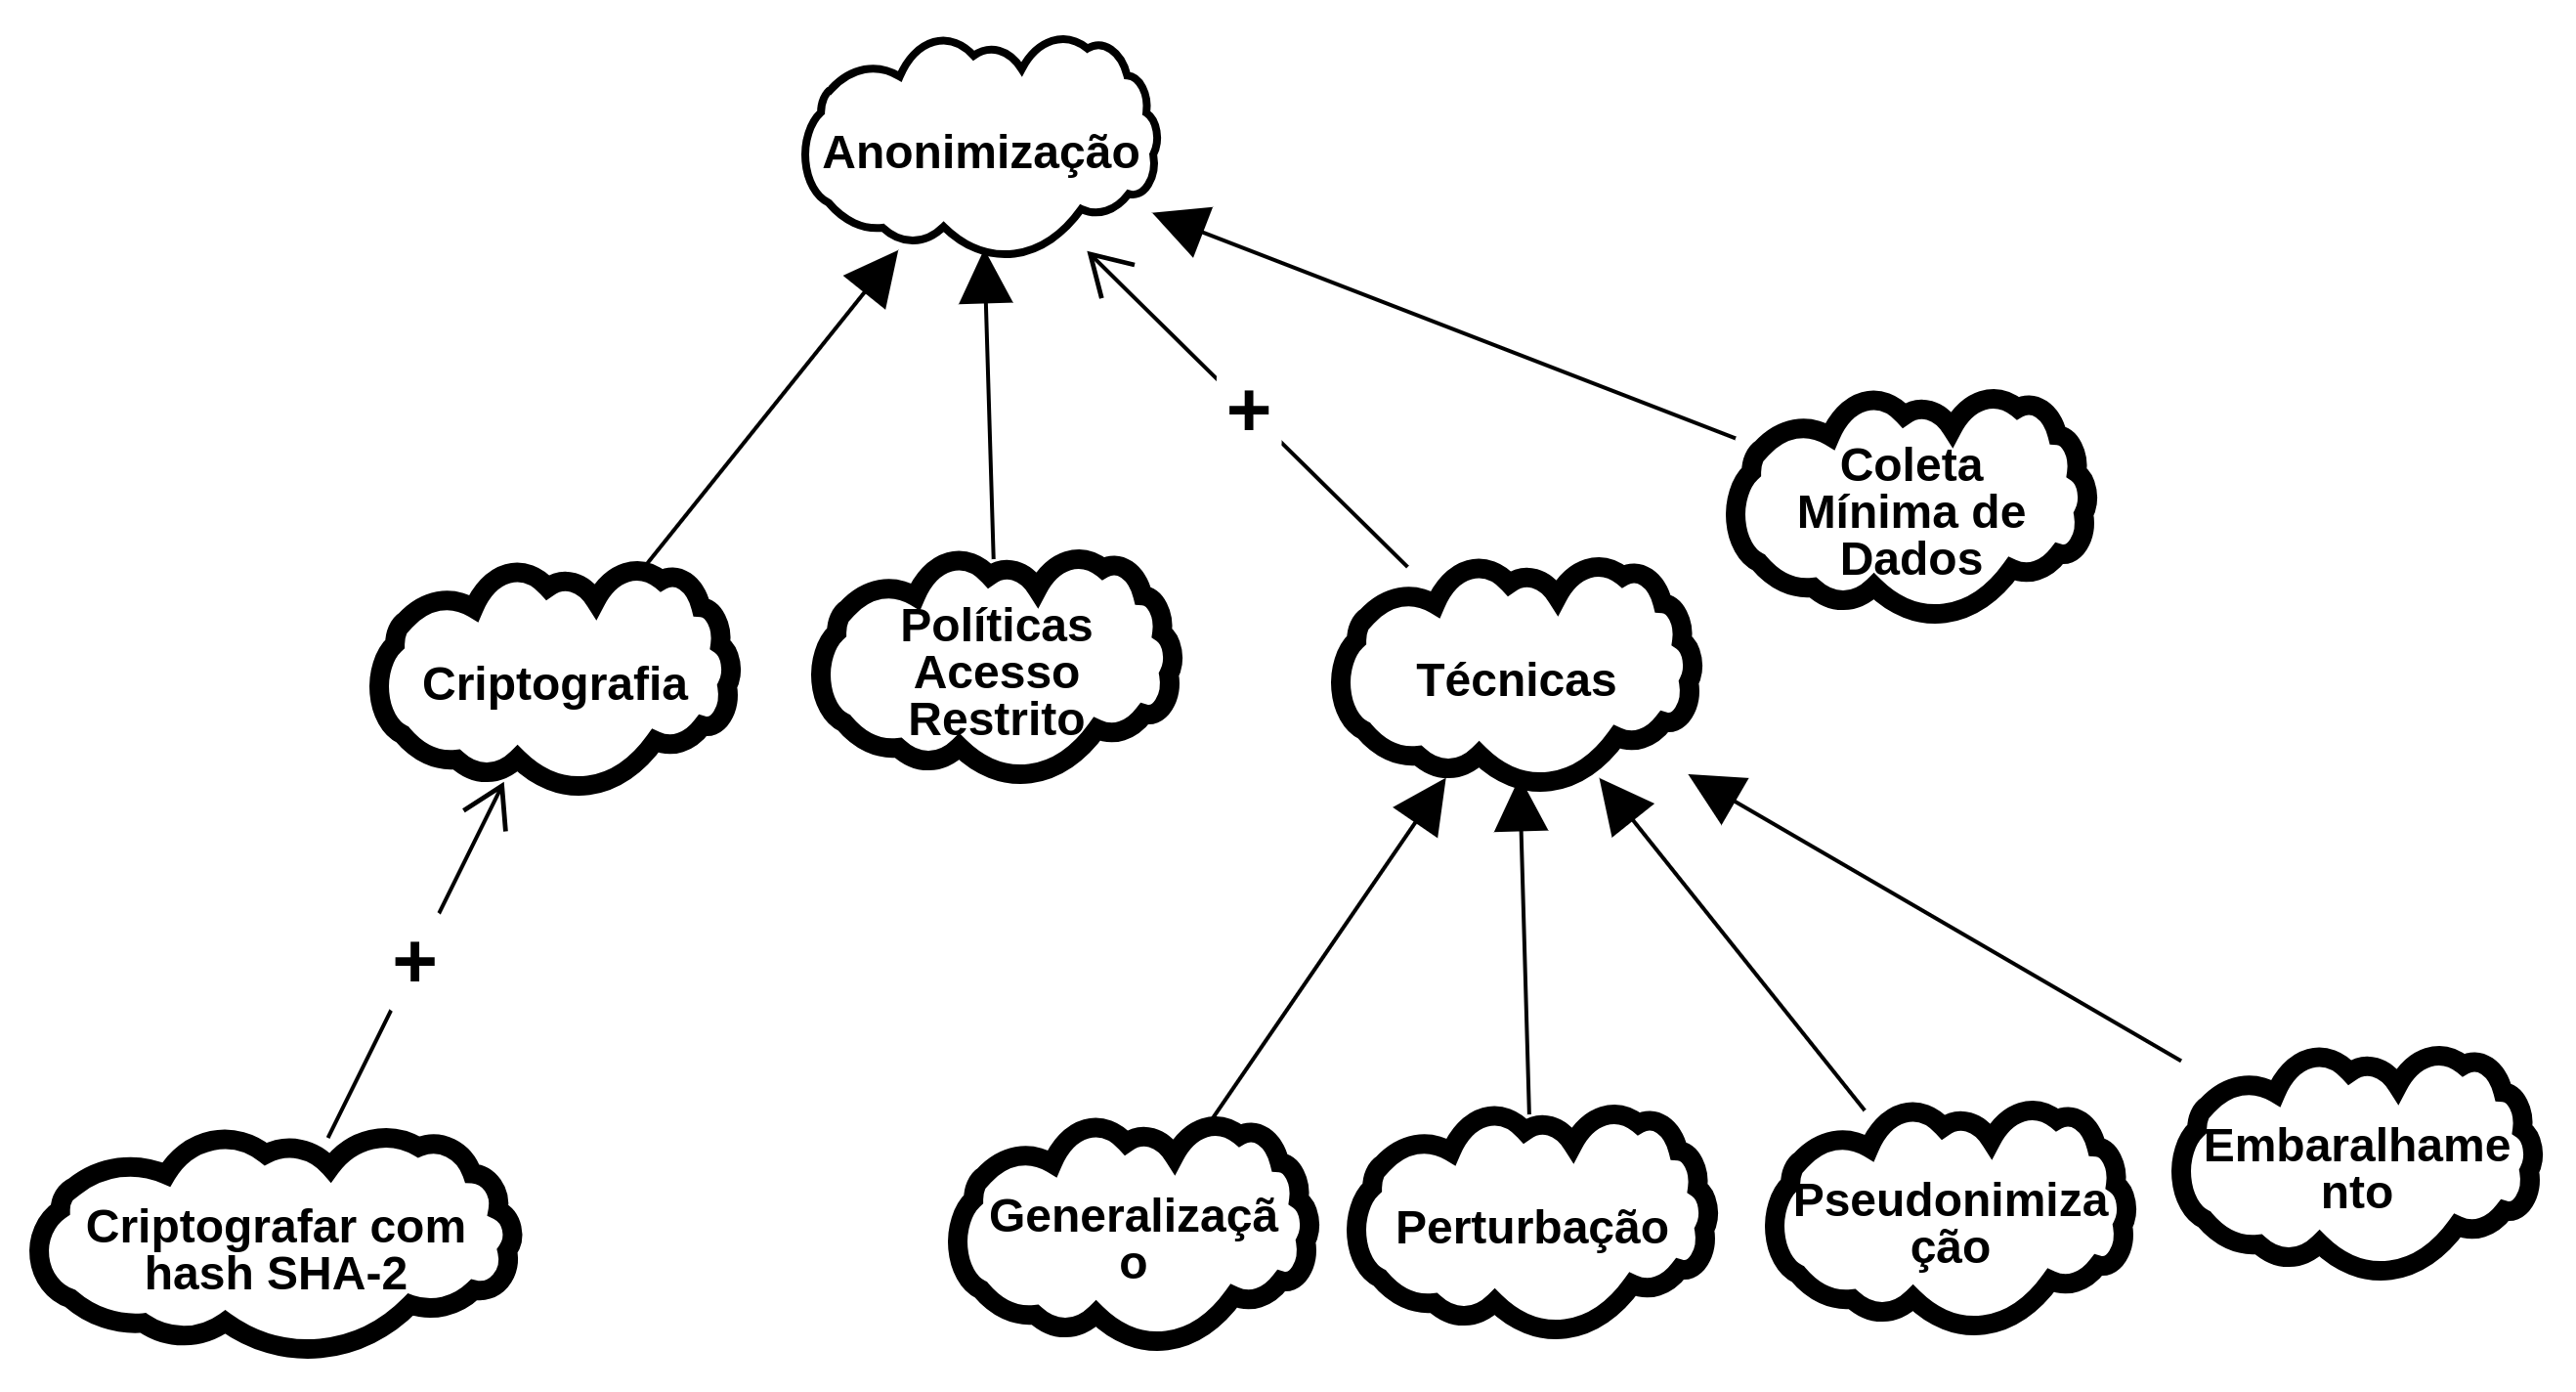 Anonimização
+
Coleta
Mínima de
Dados
Criptografia
Políticas
Acesso
Restrito
Técnicas
+
Criptografar com
hash SHA-2
Generalizaçã
o
Perturbação
Pseudonimiza
ção
Embaralhame
nto